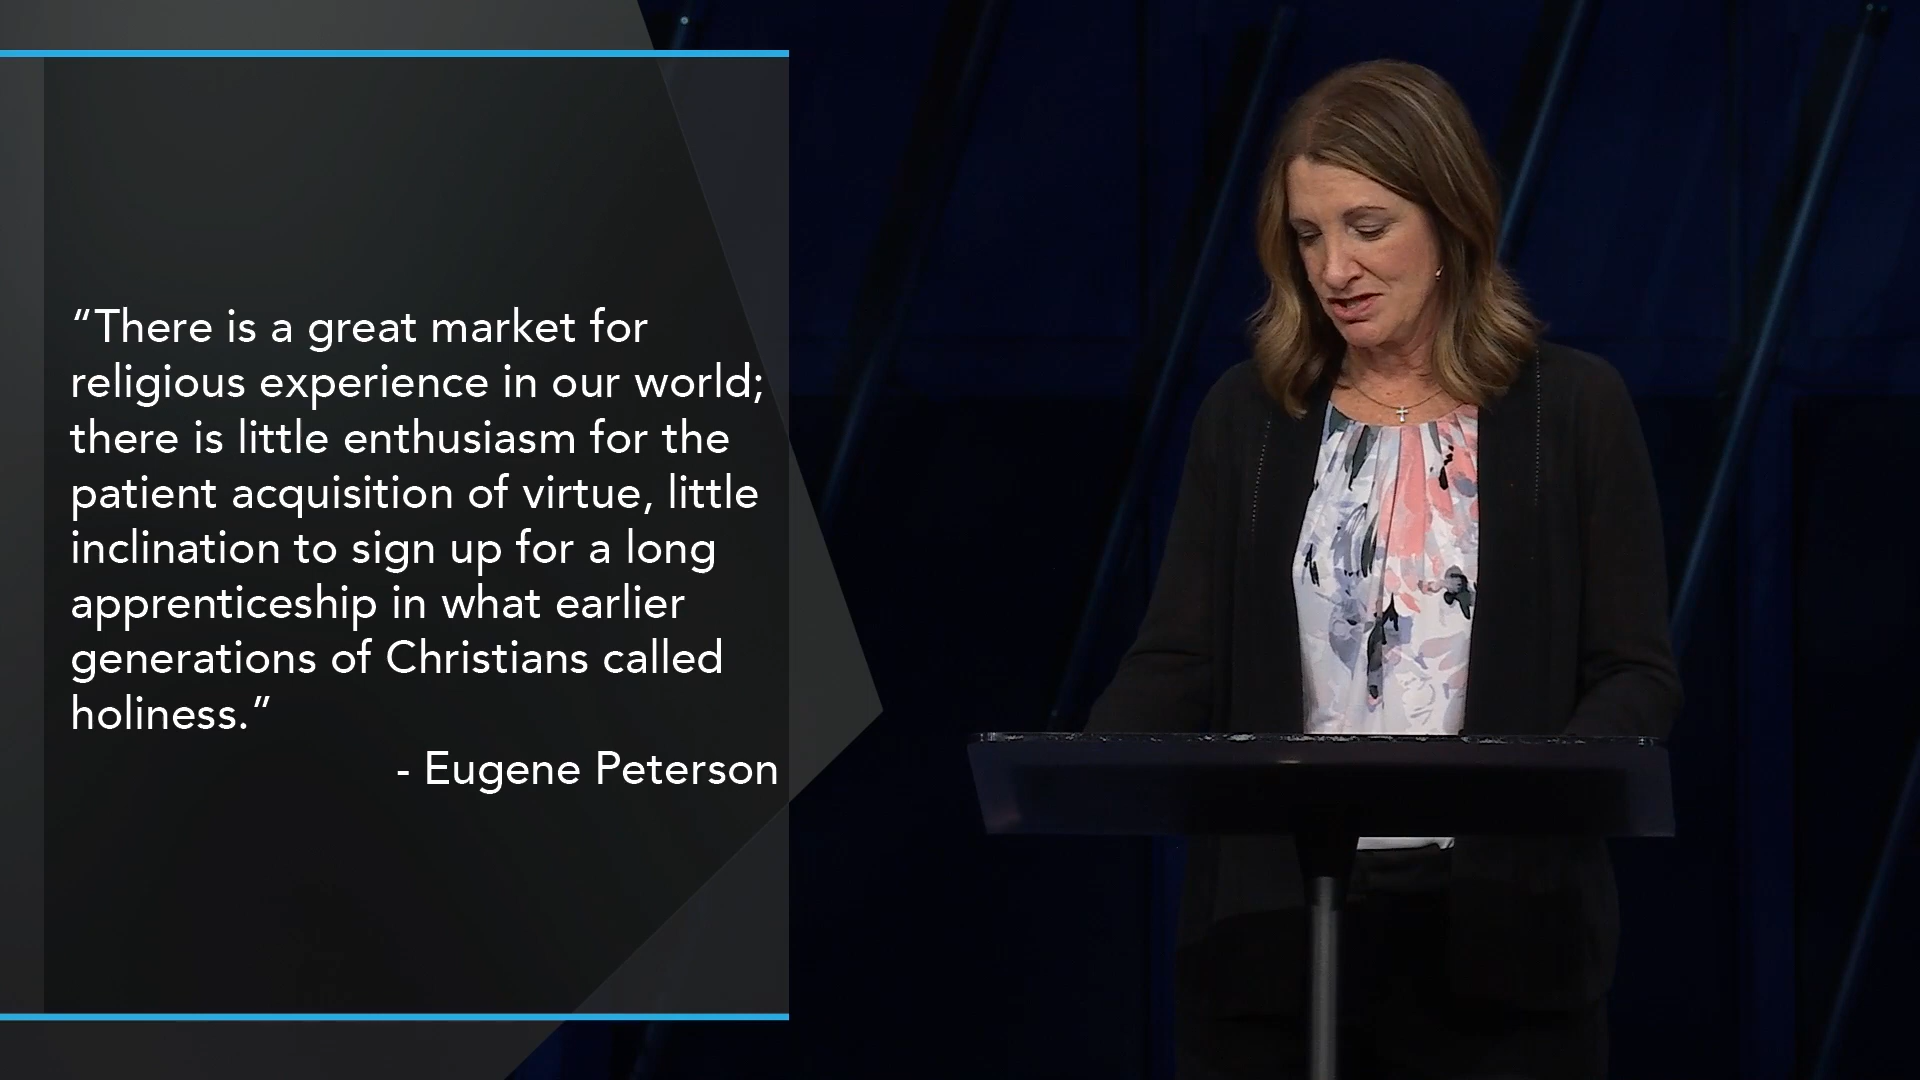 “There is a great market for
religious experience in our world;
there is little enthusiasm for the
patient acquisition of virtue, little
inclination to sign up for a long
apprenticeship in what earlier
generations of Christians called
holiness.”
- Eugene Peterson